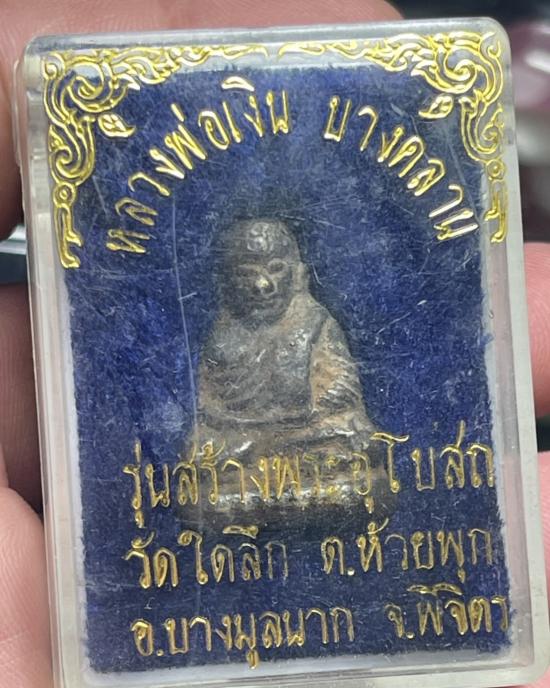 หลวงพ่อเงิน บางคลาน
รุ่นสร้างพระอุโบสถ
วัดใดลึก ต.ห้วยพุก
อ.บางมูลนาก จ.พิจิตร